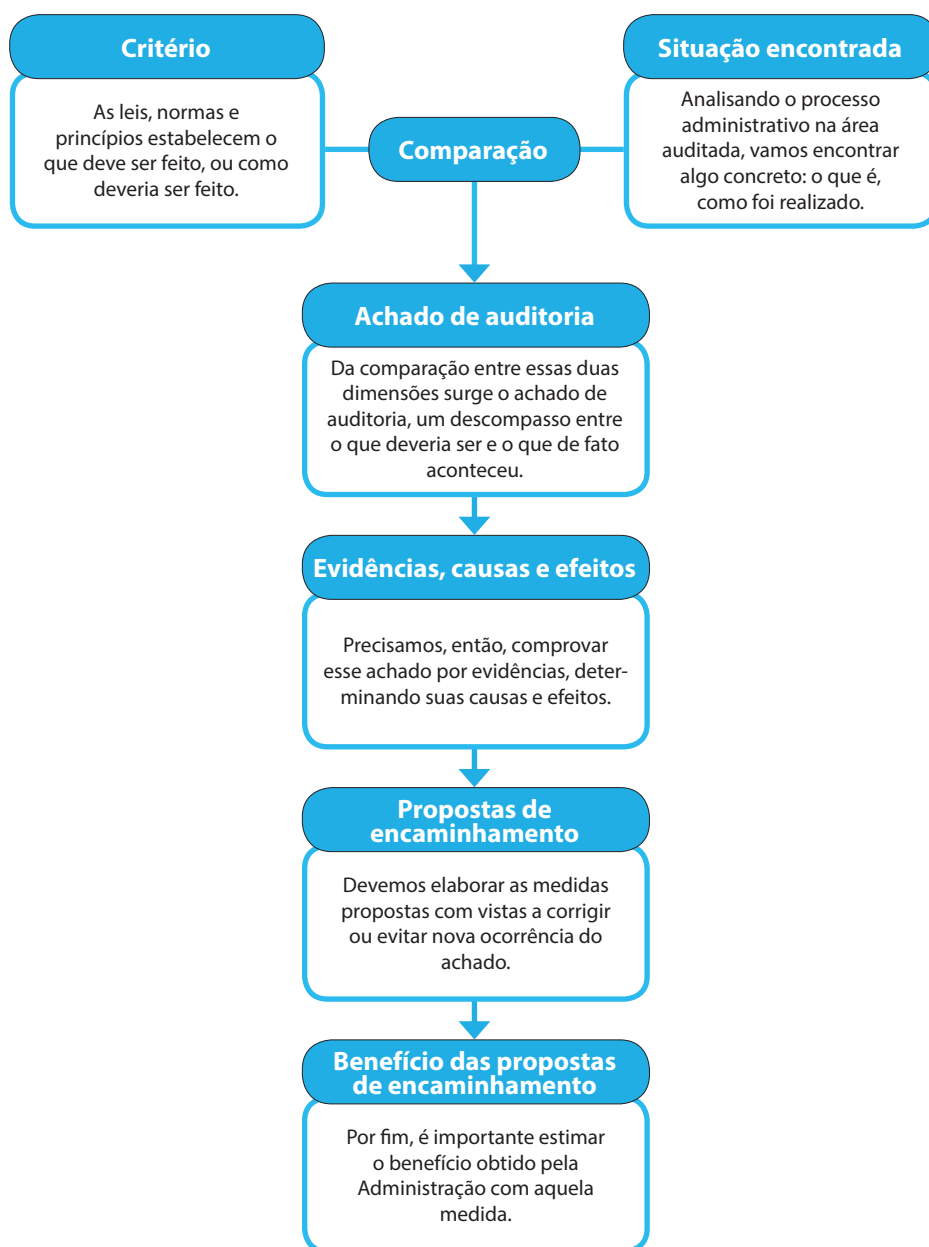 Critério
As leis, normas e
princípios estabelecem o
que deve ser feito, ou como
deveria ser feito.
Comparação
Situação encontrada
Analisando o processo
administrativo na área
auditada, vamos encontrar
algo concreto: o que é,
como foi realizado.
Achado de auditoria
Da comparação entre essas duas
dimensões surge o achado de
auditoria, um descompasso entre
o que deveria ser e o que de fato
aconteceu.
Evidências, causas e efeitos
Precisamos, então, comprovar
esse achado por evidências, deter-
minando suas causas e efeitos.
Propostas de
encaminhamento
Devemos elaborar as medidas
propostas com vistas a corrigir
ou evitar nova ocorrência do
achado.
Benefício das propostas
de encaminhamento
Por fim, é importante estimar
o benefício obtido pela
Administração com aquela
medida.